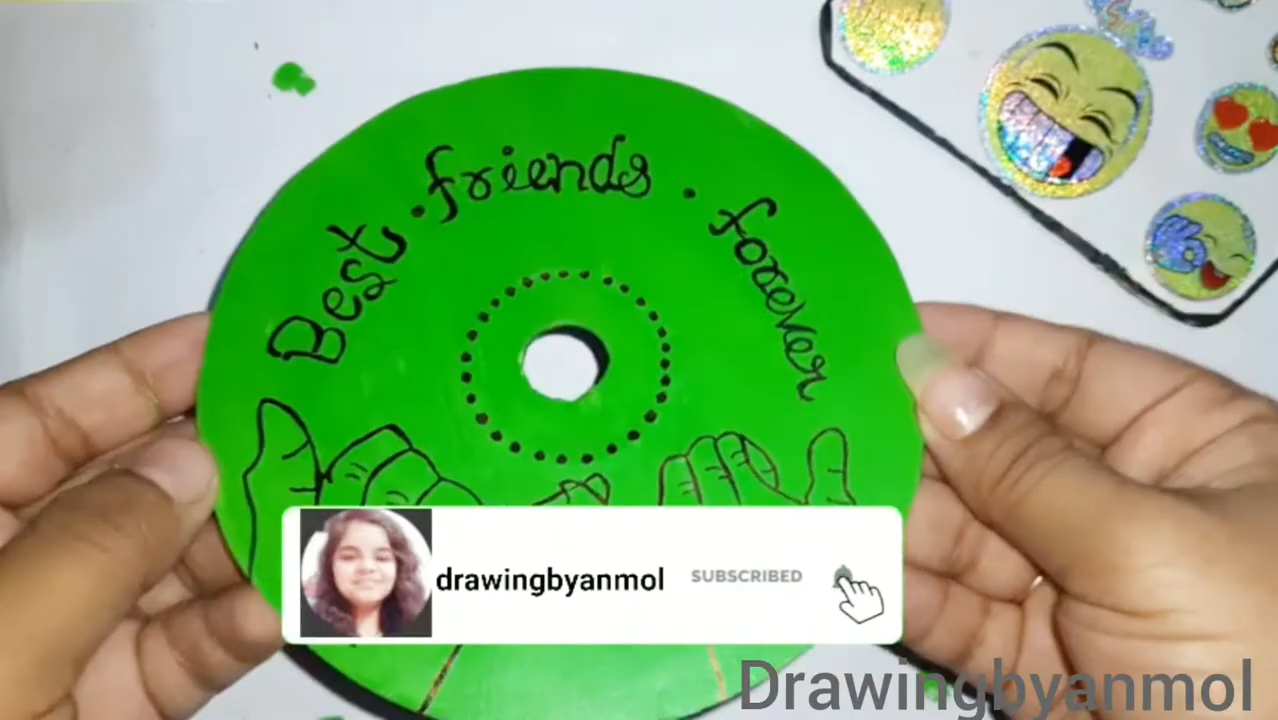 Best . friends . forever
drawingbyanmol
SUBSCRIBED
Drawingbyanmol